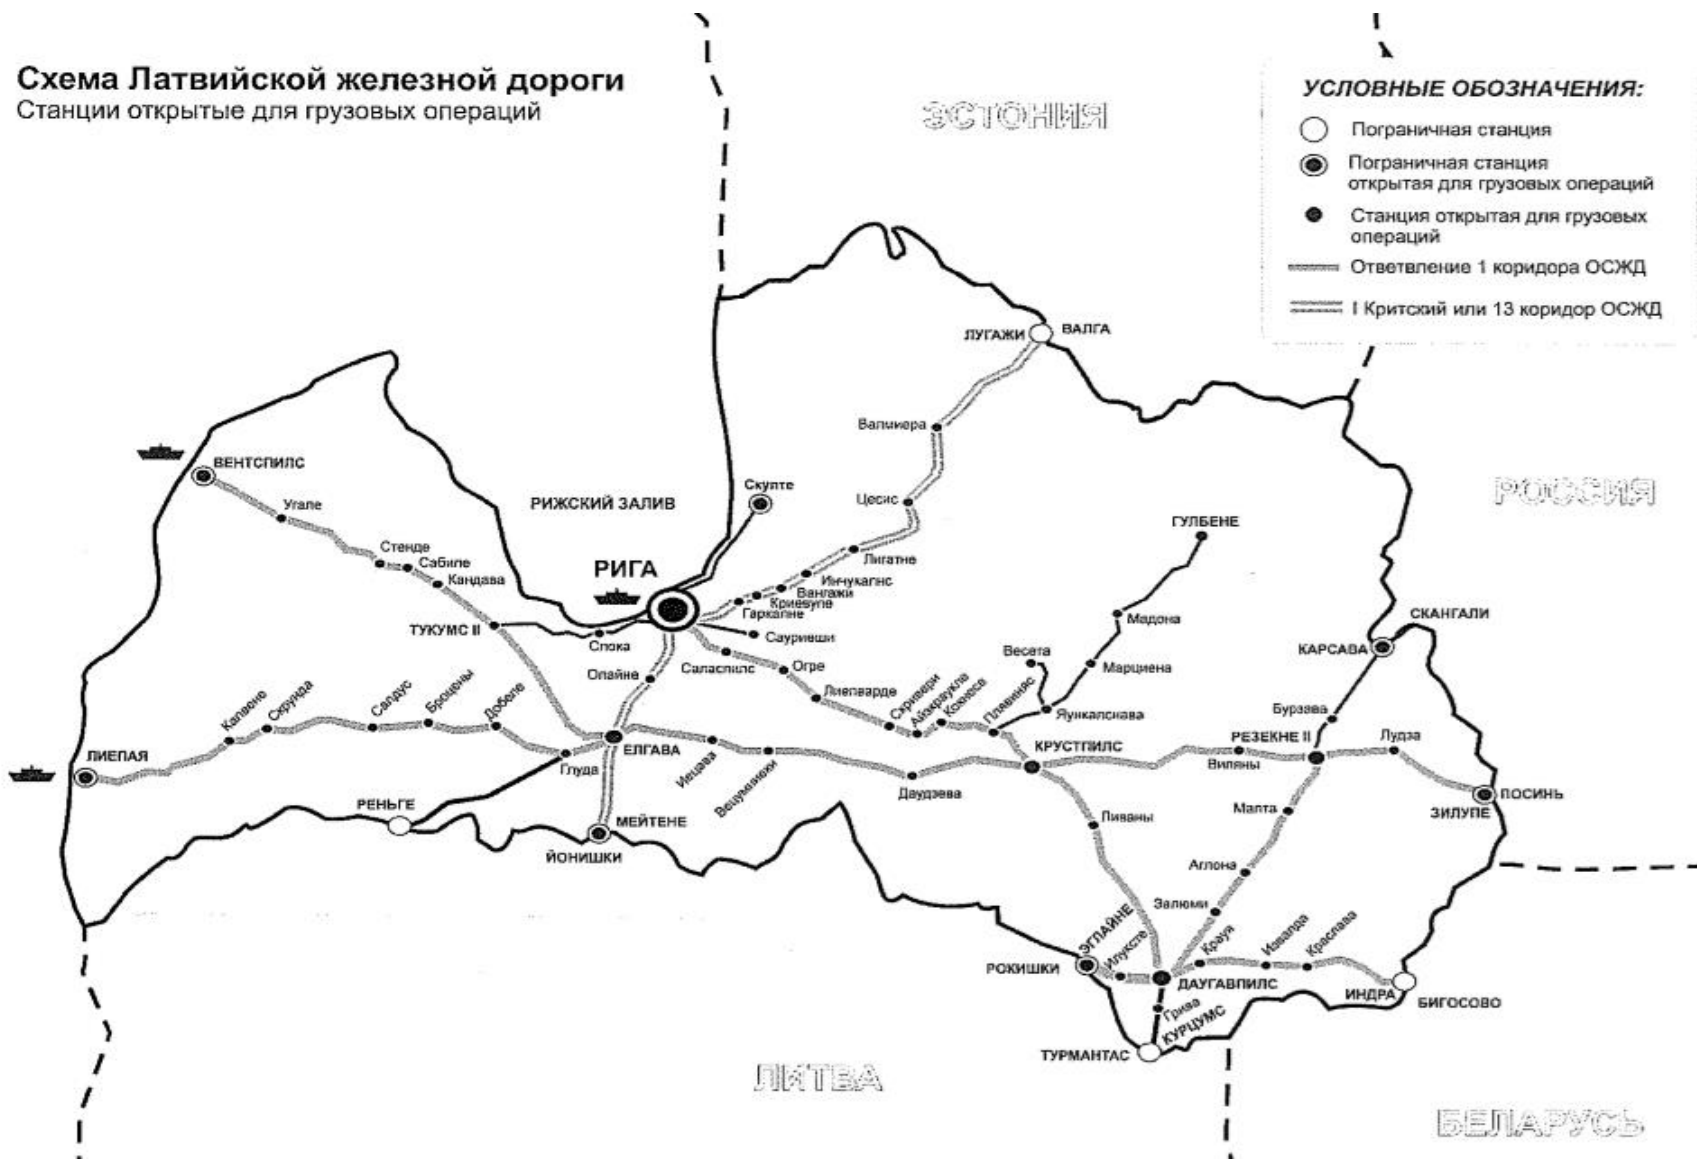 Схема Латвийской железной дороги
Станции открытые для грузовых операций
ЭСТОНИЯ
УСЛОВНЫЕ ОБОЗНАЧЕНИЯ:
Пограничная станция
Пограничная станция
открытая для грузовых операций
Станция открытая для грузовых
операций
Ответвление 1 коридора ОСЖД
I Критский или 13 коридор ОСЖД
ЛУГАЖИ
ВАЛГА
Валмиера
ВЕНТСПИЛС
Угале
РИЖСКИЙ ЗАЛИВ
Скулте
Цесис
РОССИЯ
ГУЛБЕНЕ
Стенде
Сабиле
Кандава
РИГА
Лигатне
Инчукалнс
Вангажи
Криевупе
Гаркалне
ТУКУМС II
Слока
Сауриеши
Мадона
СКАНГАЛИ
КАРСАВА
Олайне
Саласпилс
Огре
Весета
Марциена
Лиелварде
Скривери
Айзкраукле
Кокнесе
Плявиняс
Яункалснава
Бурзава
Калвене
Скрунда
Салдус
Броцены
Добеле
ЛИЕПАЯ
ЕЛГАВА
Глуда
Иецава
Вецумниеки
Даудзева
КРУСТПИЛС
РЕЗЕКНЕ II
Виляны
Лудза
ПОСИНЬ
ЗИЛУПЕ
РЕНЬГЕ
МЕЙТЕНЕ
ЙОНИШКИ
Ливаны
Малта
Аглона
Залюми
ЭГЛАЙНЕ
Илуксте
РОКИШКИ
Крауя
Извалда
Краслава
ДАУГАВПИЛС
ИНДРА
БИГОСОВО
Грива
КУРЦУМС
ТУРМАНТАС
ЛИТВА
БЕЛАРУСЬ